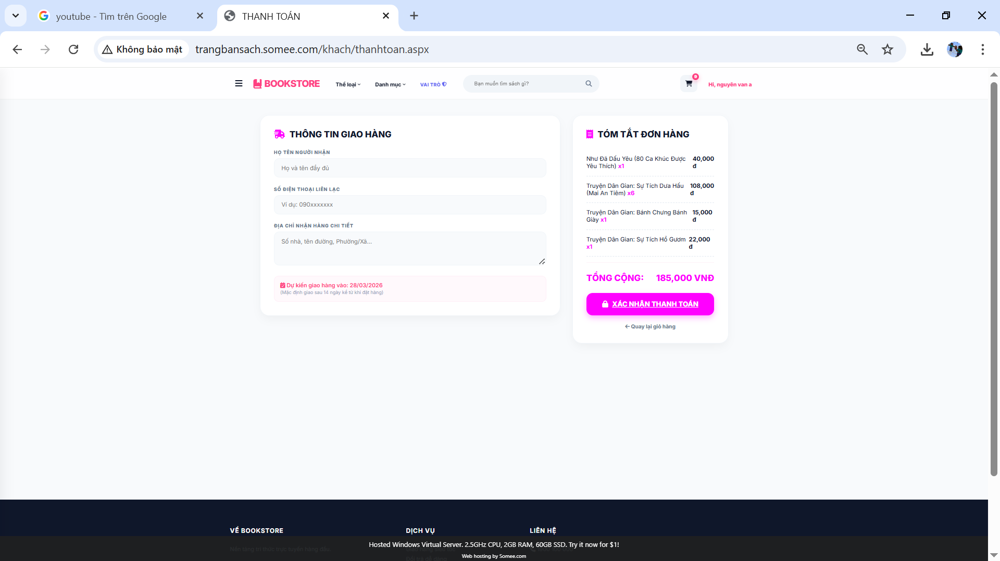 youtube - Tìm trên Google
THANH TOÁN
Không bảo mật
trangbansach.somee.com/khach/thanhtoan.aspx
BOOKSTORE
Thể loại
Danh mục
VAI TRÒ
Bạn muốn tìm sách gì?
9
Hi, nguyên van a
THÔNG TIN GIAO HÀNG
HỌ TÊN NGƯỜI NHẬN
Họ và tên đầy đủ
SỐ ĐIỆN THOẠI LIÊN LẠC
Ví dụ: 090xxxxxxx
ĐỊA CHỈ NHẬN HÀNG CHI TIẾT
Số nhà, tên đường, Phường/Xã...
Dự kiến giao hàng vào: 28/03/2026
(Mặc định giao sau 14 ngày kể từ khi đặt hàng)
TÓM TẮT ĐƠN HÀNG
Như Đã Dấu Yêu (80 Ca Khúc Được
Yêu Thích) x1
40,000
đ
Truyện Dân Gian: Sự Tích Dưa Hấu
(Mai An Tiêm) x6
108,000
đ
Truyện Dân Gian: Bánh Chưng Bánh
Giày x1
15,000
đ
Truyện Dân Gian: Sự Tích Hồ Gươm
x1
22,000
đ
TỔNG CỘNG:
185,000 VNĐ
XÁC NHẬN THANH TOÁN
Quay lại giỏ hàng
VỀ BOOKSTORE
DỊCH VỤ
LIÊN HỆ
Nền tảng tri thức trực tuyến hàng đầu.
Đổi trả dễ dàng
Hosted Windows Virtual Server. 2.5GHz CPU, 2GB RAM, 60GB SSD. Try it now for $1!
Web hosting by Somee.com